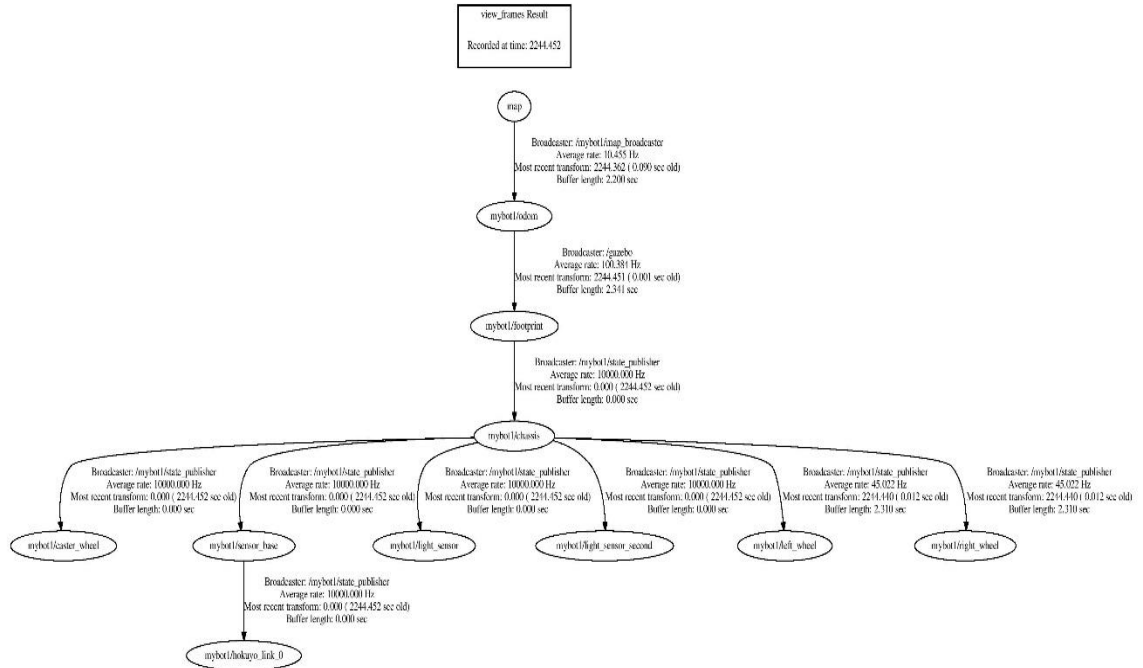 view_frames Result
Recorded at time: 2244.452
map
Broadcaster: /mybot1/map_broadcaster
Average rate: 10.455 Hz
Most recent transform: 2244.362 ( 0.090 sec old)
Buffer length: 2.200 sec
mybot1/odom
Broadcaster: /gazebo
Average rate: 100.384 Hz
Most recent transform: 2244.451 ( 0.001 sec old)
Buffer length: 2.341 sec
mybot1/footprint
Broadcaster: /mybot1/state_publisher
Average rate: 10000.000 Hz
Most recent transform: 0.000 ( 2244.452 sec old)
Buffer length: 0.000 sec
mybot1/chassis
Broadcaster: /mybot1/state_publisher
Average rate: 10000.000 Hz
Most recent transform: 0.000 ( 2244.452 sec old)
Buffer length: 0.000 sec
Broadcaster: /mybot1/state_publisher
Average rate: 10000.000 Hz
Most recent transform: 0.000 ( 2244.452 sec old)
Buffer length: 0.000 sec
Broadcaster: /mybot1/state_publisher
Average rate: 10000.000 Hz
Most recent transform: 0.000 ( 2244.452 sec old)
Buffer length: 0.000 sec
Broadcaster: /mybot1/state_publisher
Average rate: 10000.000 Hz
Most recent transform: 0.000 ( 2244.452 sec old)
Buffer length: 0.000 sec
Broadcaster: /mybot1/state_publisher
Average rate: 45.022 Hz
Most recent transform: 2244.440 ( 0.012 sec old)
Buffer length: 2.310 sec
Broadcaster: /mybot1/state_publisher
Average rate: 45.022 Hz
Most recent transform: 2244.440 ( 0.012 sec old)
Buffer length: 2.310 sec
mybot1/caster_wheel
mybot1/sensor_base
mybot1/light_sensor
mybot1/light_sensor_second
mybot1/left_wheel
mybot1/right_wheel
Broadcaster: /mybot1/state_publisher
Average rate: 10000.000 Hz
Most recent transform: 0.000 ( 2244.452 sec old)
Buffer length: 0.000 sec
mybot1/hokuyo_link_0